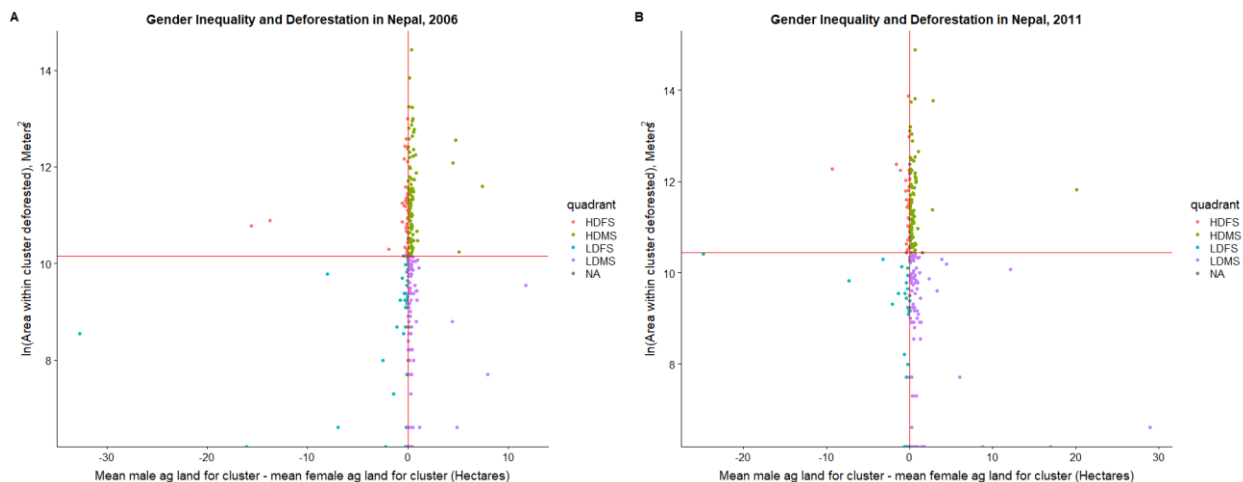 A
Gender Inequality and Deforestation in Nepal, 2006
ln(Area within cluster deforested), Meters²
14
12
10
8
-30
-20
-10
0
10
Mean male ag land for cluster - mean female ag land for cluster (Hectares)
quadrant
HDFS
HDMS
LDFS
LDMS
NA
B
Gender Inequality and Deforestation in Nepal, 2011
ln(Area within cluster deforested), Meters²
14
12
10
8
-20
-10
0
10
20
30
Mean male ag land for cluster - mean female ag land for cluster (Hectares)
quadrant
HDFS
HDMS
LDFS
LDMS
NA